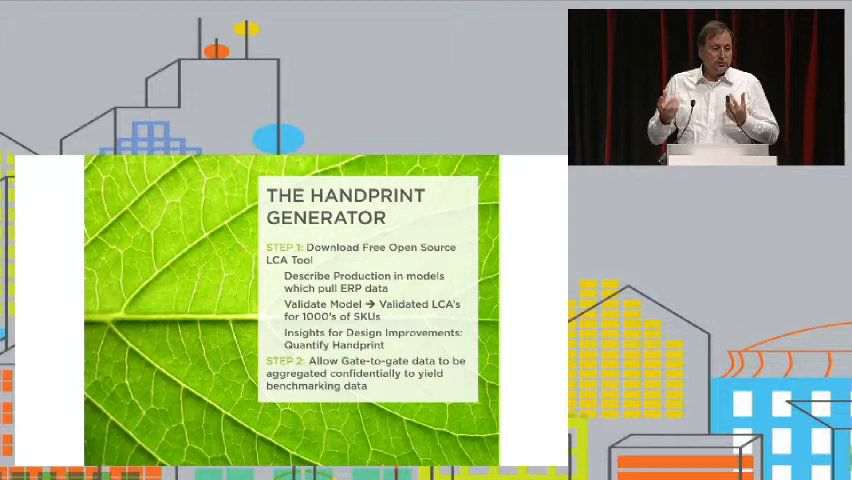 THE HANDPRINT
GENERATOR
STEP 1: Download Free Open Source
LCA Tool
Describe Production in models
which pull ERP data
Validate Model → Validated LCA's
for 1000's of SKUs
Insights for Design Improvements:
Quantify Handprint
STEP 2: Allow Gate-to-gate data to be
aggregated confidentially to yield
benchmarking data